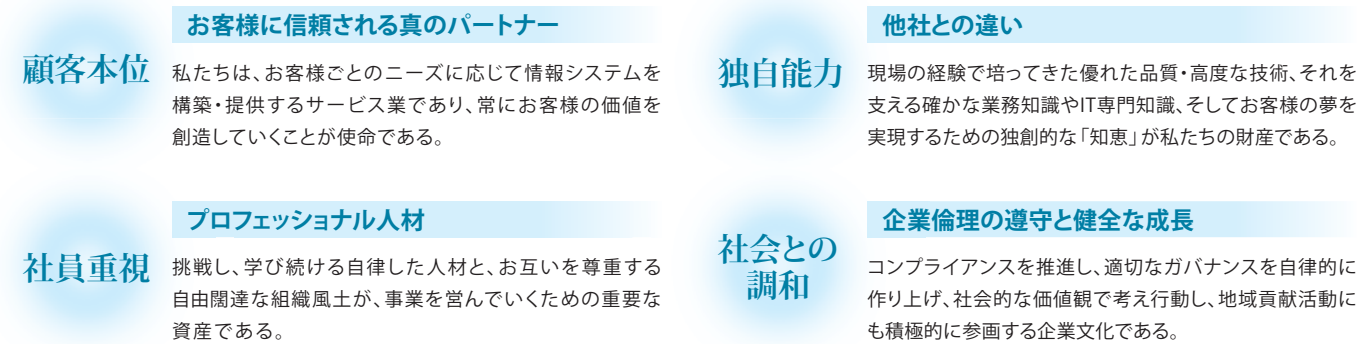 顧客本位
お客様に信頼される真のパートナー
私たちは、お客様ごとのニーズに応じて情報システムを
構築・提供するサービス業であり、常にお客様の価値を
創造していくことが使命である。
独自能力
他社との違い
現場の経験で培ってきた優れた品質・高度な技術、それを
支える確かな業務知識やIT専門知識、そしてお客様の夢を
実現するための独創的な「知恵」が私たちの財産である。
社員重視
プロフェッショナル人材
挑戦し、学び続ける自律した人材と、お互いを尊重する
自由闊達な組織風土が、事業を営んでいくための重要な
資産である。
社会との
調和
企業倫理の遵守と健全な成長
コンプライアンスを推進し、適切なガバナンスを自律的に
作り上げ、社会的な価値観で考え行動し、地域貢献活動に
も積極的に参画する企業文化である。